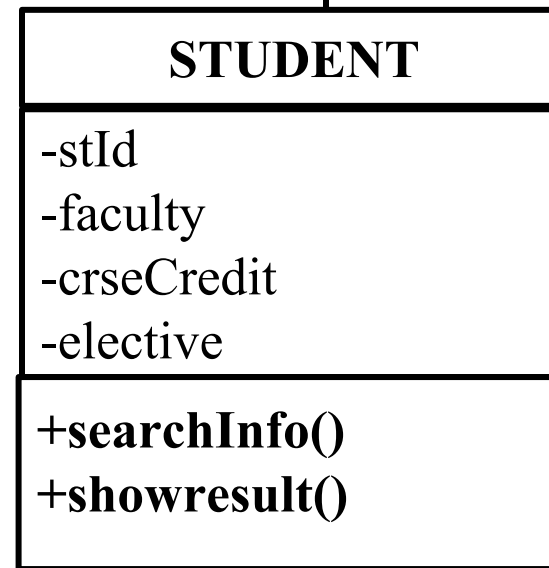 STUDENT
-stId
-faculty
-crseCredit
-elective
+searchInfo()
+showresult()